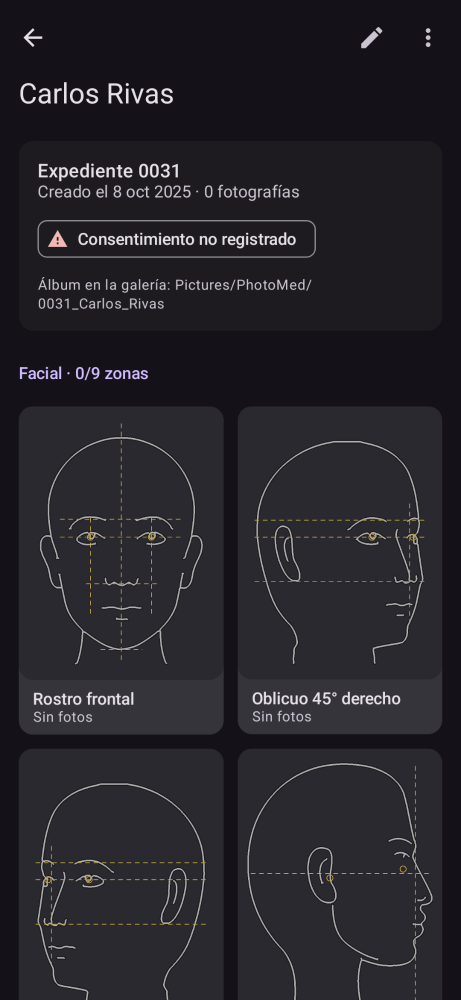 Carlos Rivas
Expediente 0031
Creado el 8 oct 2025 · 0 fotografías
Consentimiento no registrado
Álbum en la galería: Pictures/PhotoMed/
0031_Carlos_Rivas
Facial · 0/9 zonas
Rostro frontal
Sin fotos
Oblicuo 45° derecho
Sin fotos